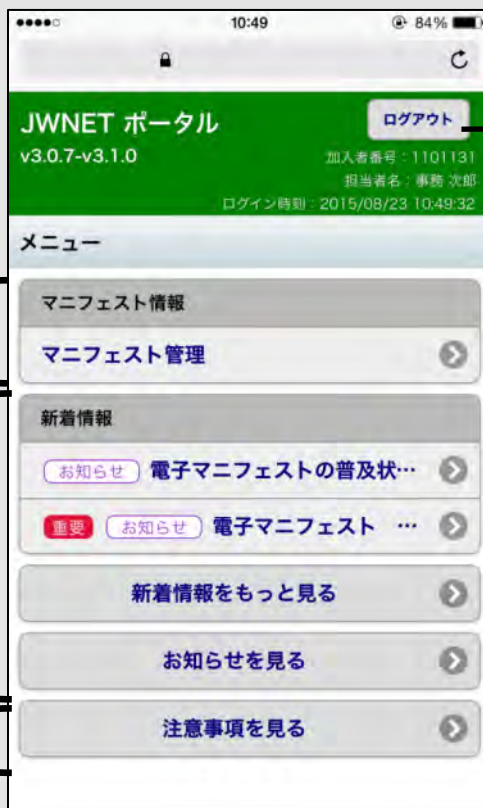 10:49
84%
JWNET ポータル
ログアウト
v3.0.7-v3.1.0
加入者番号：1101131
担当者名：事務 次郎
ログイン時刻：2015/08/23 10:49:32
メニュー
マニフェスト情報
マニフェスト管理
新着情報
お知らせ 電子マニフェストの普及状…
重要 お知らせ 電子マニフェスト …
新着情報をもっと見る
お知らせを見る
注意事項を見る